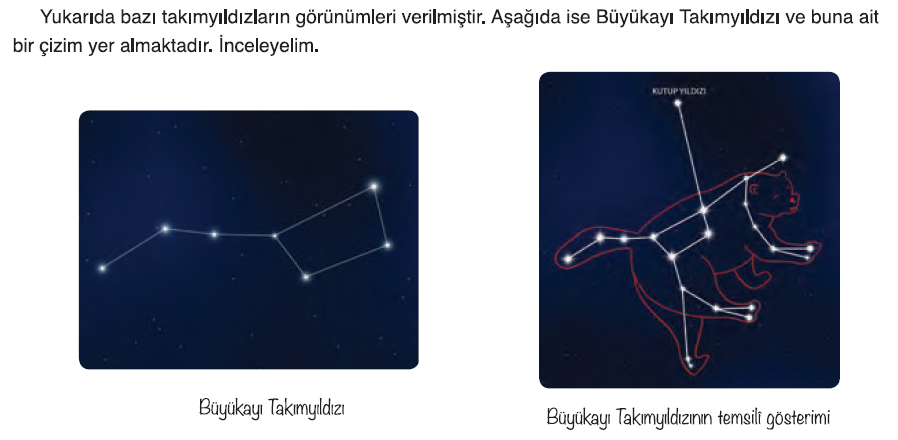 Yukarıda bazı takımyıldızların görünümleri verilmiştir. Aşağıda ise Büyükayı Takımyıldızı ve buna ait
bir çizim yer almaktadır. İnceleyelim.
KUTUP YILDIZI
Büyükayı Takımyıldızı
Büyükayı Takımyıldızının temsilî gösterimi